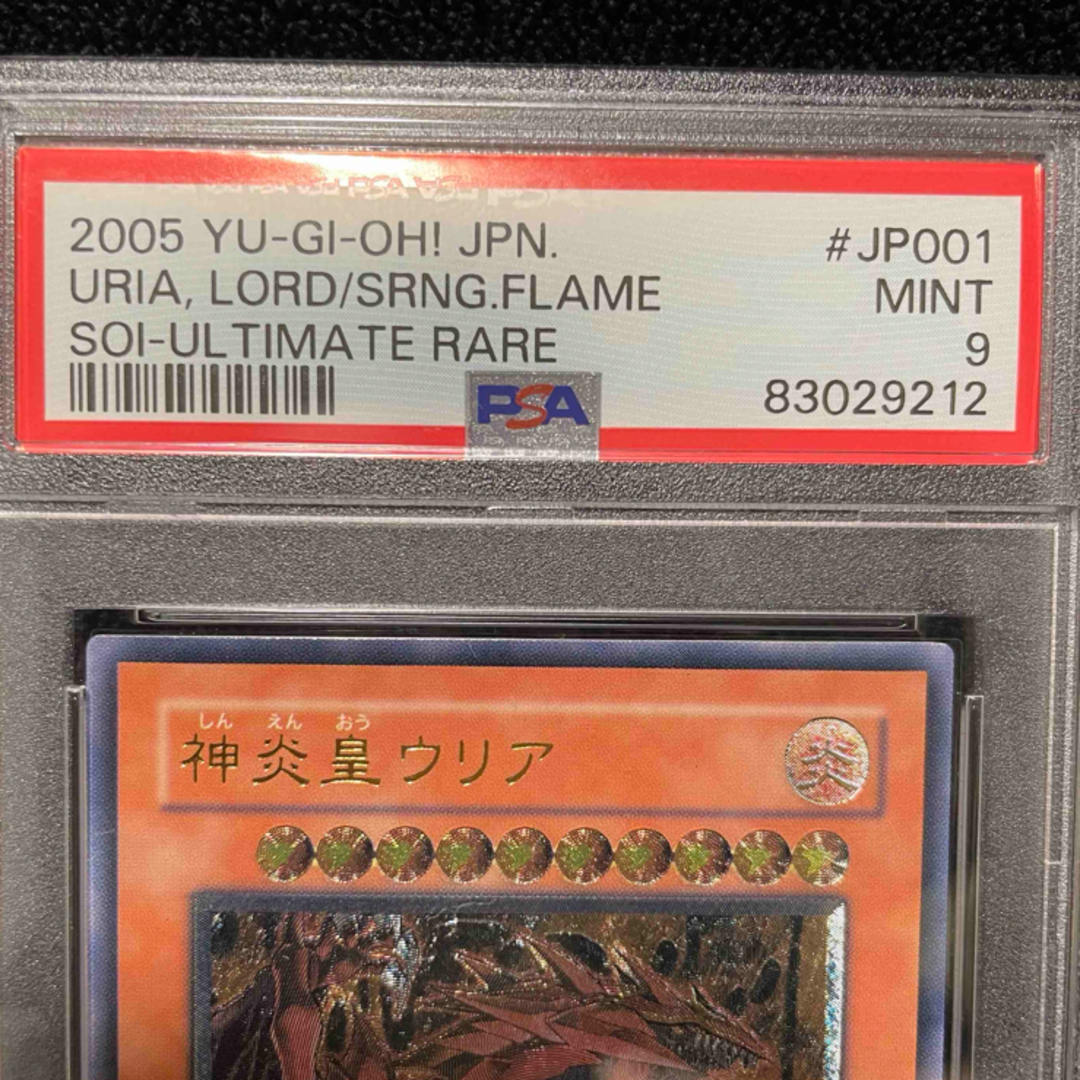 2005 YU-GI-OH! JPN. #JP001
URIA, LORD/SRNG.FLAME MINT
SOI-ULTIMATE RARE 9
PSA 83029212
しん えん おう
神炎皇ウリア 炎